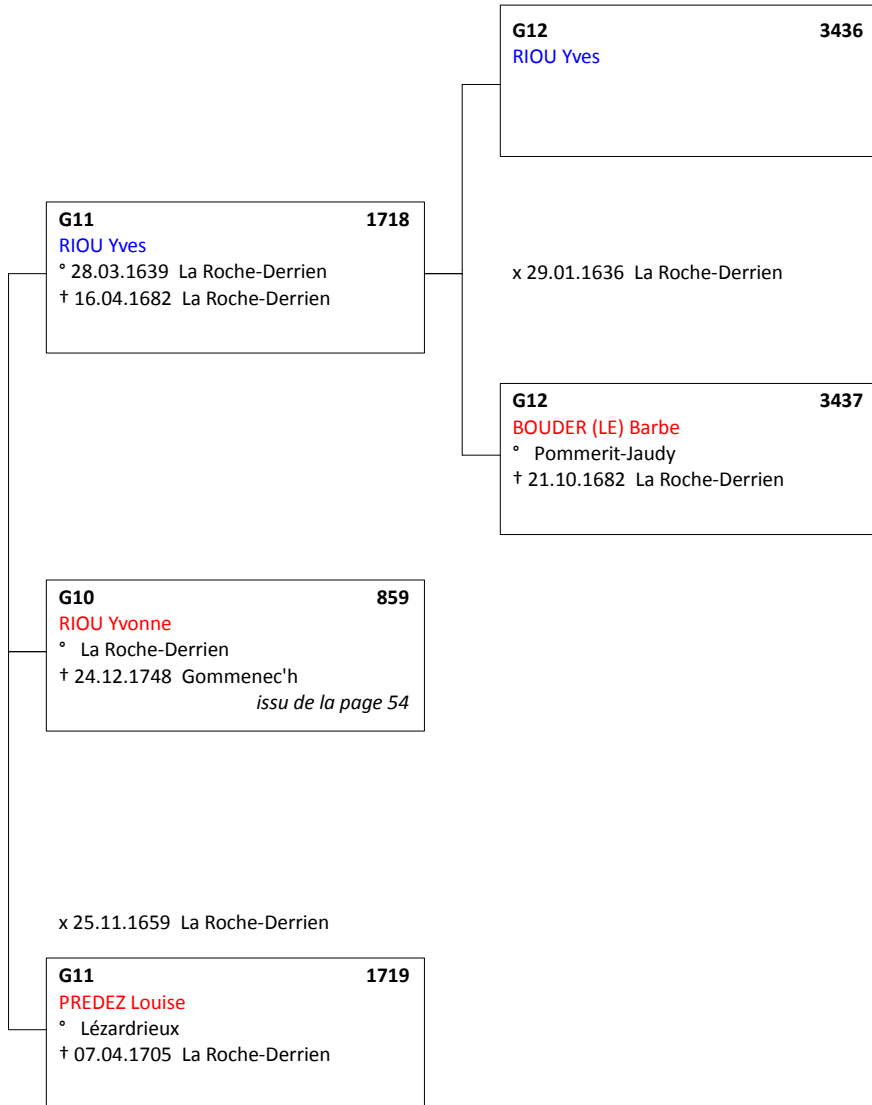 G12 3436
RIOU Yves
G11 1718
RIOU Yves
° 28.03.1639 La Roche-Derrien
† 16.04.1682 La Roche-Derrien
x 29.01.1636 La Roche-Derrien
G12 3437
BOUDER (LE) Barbe
° Pommerit-Jaudy
† 21.10.1682 La Roche-Derrien
G10 859
RIOU Yvonne
° La Roche-Derrien
† 24.12.1748 Gommenec'h
issu de la page 54
x 25.11.1659 La Roche-Derrien
G11 1719
PREDEZ Louise
° Lézardrieux
† 07.04.1705 La Roche-Derrien